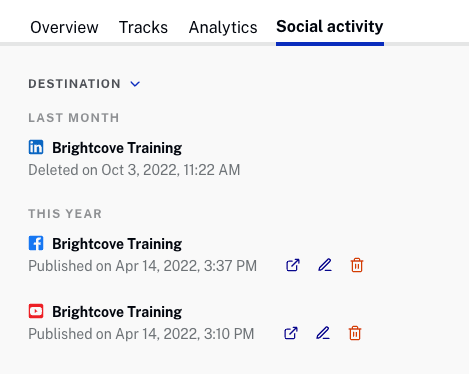 Overview Tracks Analytics Social activity
DESTINATION
LAST MONTH
in Brightcove Training
Deleted on Oct 3, 2022, 11:22 AM
THIS YEAR
f Brightcove Training
Published on Apr 14, 2022, 3:37 PM
Brightcove Training
Published on Apr 14, 2022, 3:10 PM